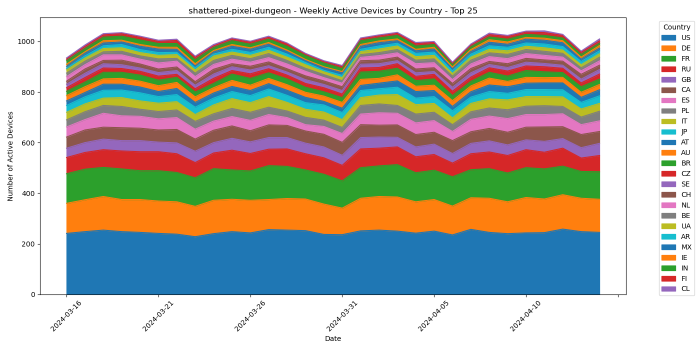 shattered-pixel-dungeon - Weekly Active Devices by Country - Top 25
Number of Active Devices
1000
800
600
400
200
0
2024-03-16
2024-03-21
2024-03-26
2024-03-31
2024-04-05
2024-04-10
Date
Country
US
DE
FR
RU
GB
CA
ES
PL
IT
JP
AT
AU
BR
CZ
SE
CH
NL
BE
UA
AR
MX
IE
IN
FI
CL